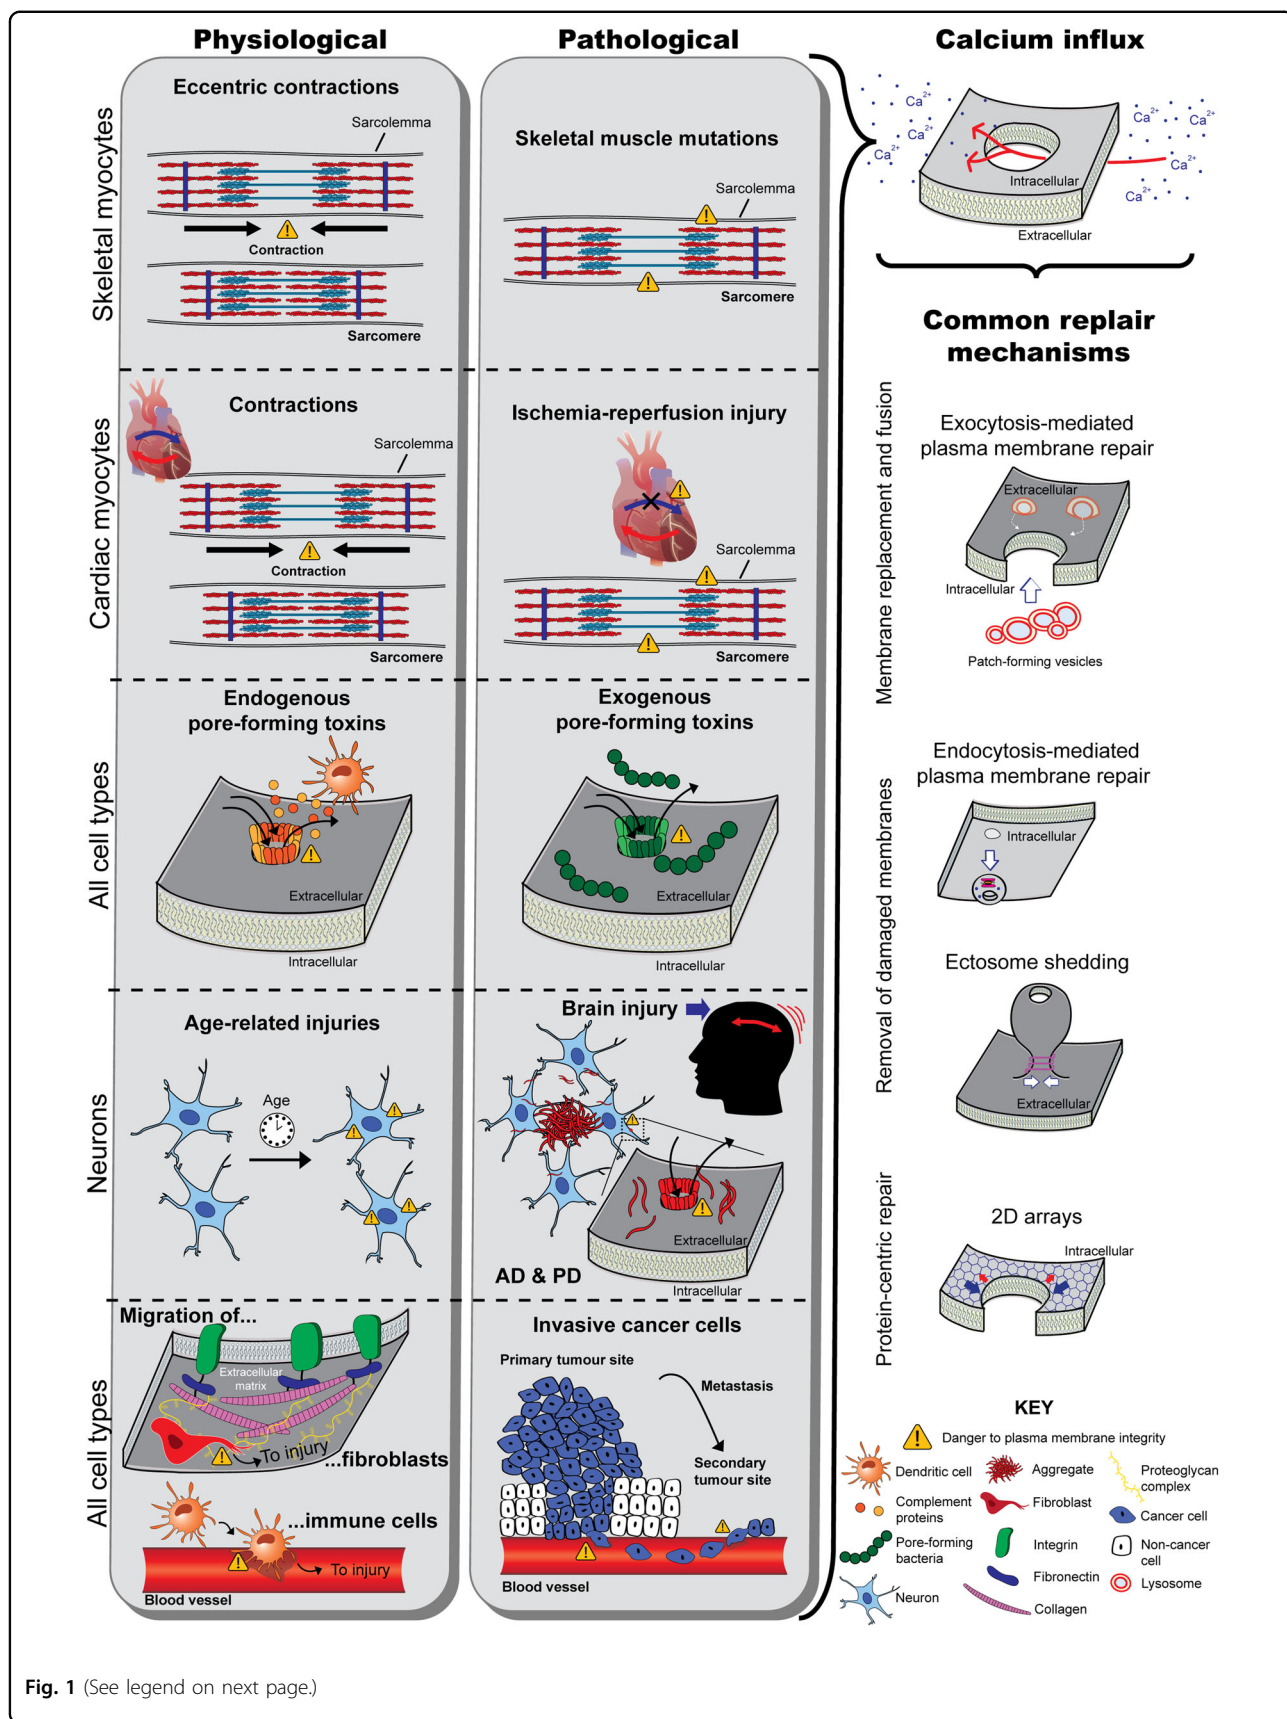 Physiological
Pathological
Calcium influx
Skeletal myocytes
Eccentric contractions
Sarcolemma
Contraction
Sarcomere
Skeletal muscle mutations
Sarcolemma
Sarcomere
Cardiac myocytes
Contractions
Sarcolemma
Contraction
Sarcomere
Ischemia-reperfusion injury
Sarcolemma
Sarcomere
All cell types
Endogenous
pore-forming toxins
Extracellular
Intracellular
Exogenous
pore-forming toxins
Extracellular
Intracellular
Neurons
Age-related injuries
Age
Brain injury
Extracellular
Intracellular
AD & PD
All cell types
Migration of...
Extracellular
matrix
To injury
...fibroblasts
...immune cells
To injury
Blood vessel
Invasive cancer cells
Primary tumour site
Metastasis
Secondary
tumour site
Blood vessel
Ca2+
Ca2+
Ca2+
Ca2+
Ca2+
Ca2+
Ca2+
Intracellular
Extracellular
Common replair
mechanisms
Membrane replacement and fusion
Exocytosis-mediated
plasma membrane repair
Extracellular
Intracellular
Patch-forming vesicles
Removal of damaged membranes
Endocytosis-mediated
plasma membrane repair
Intracellular
Ectosome shedding
Extracellular
Protein-centric repair
2D arrays
Intracellular
KEY
Danger to plasma membrane integrity
Dendritic cell
Aggregate
Proteoglycan
complex
Complement
proteins
Fibroblast
Cancer cell
Pore-forming
bacteria
Integrin
Non-cancer
cell
Fibronectin
Lysosome
Neuron
Collagen
Fig. 1 (See legend on next page.)